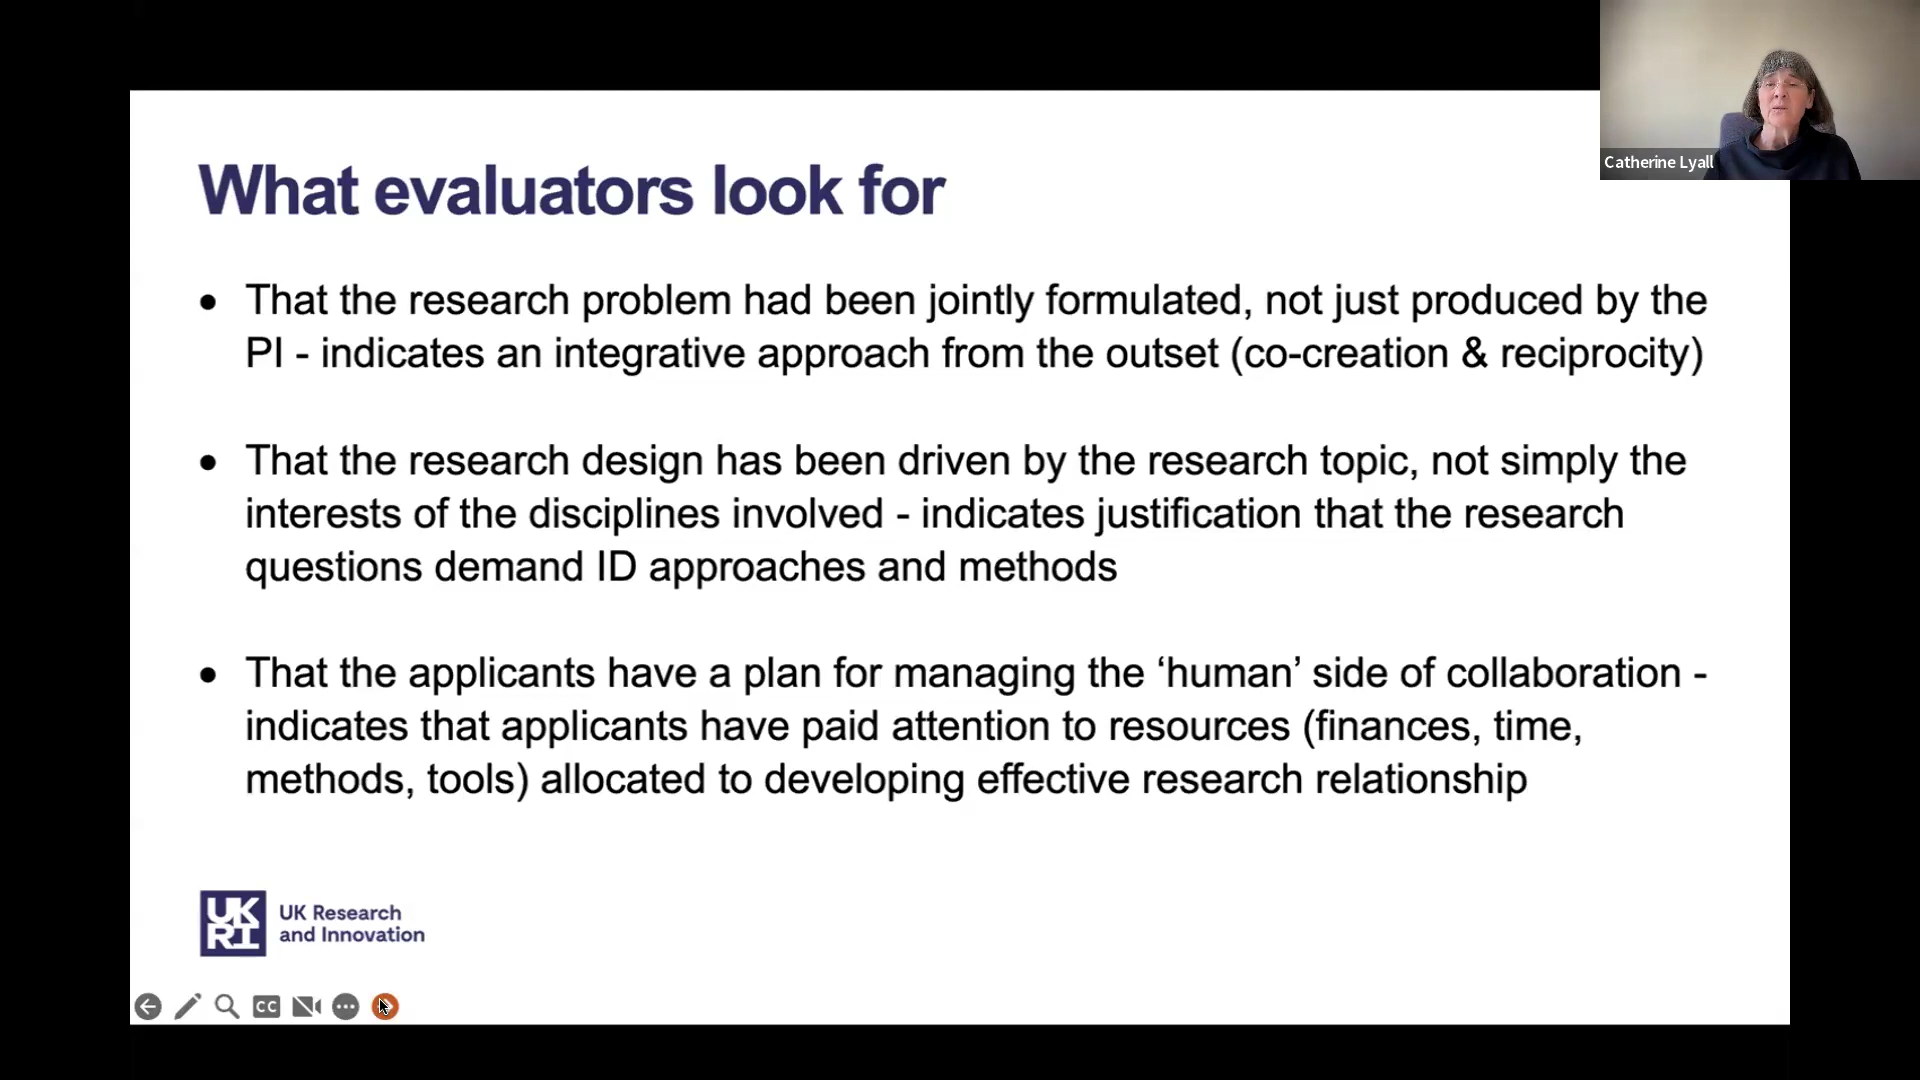 Catherine Lyall
What evaluators look for
• That the research problem had been jointly formulated, not just produced by the
PI - indicates an integrative approach from the outset (co-creation & reciprocity)
• That the research design has been driven by the research topic, not simply the
interests of the disciplines involved - indicates justification that the research
questions demand ID approaches and methods
• That the applicants have a plan for managing the ‘human’ side of collaboration -
indicates that applicants have paid attention to resources (finances, time,
methods, tools) allocated to developing effective research relationship
UK
RI
UK Research
and Innovation
CC